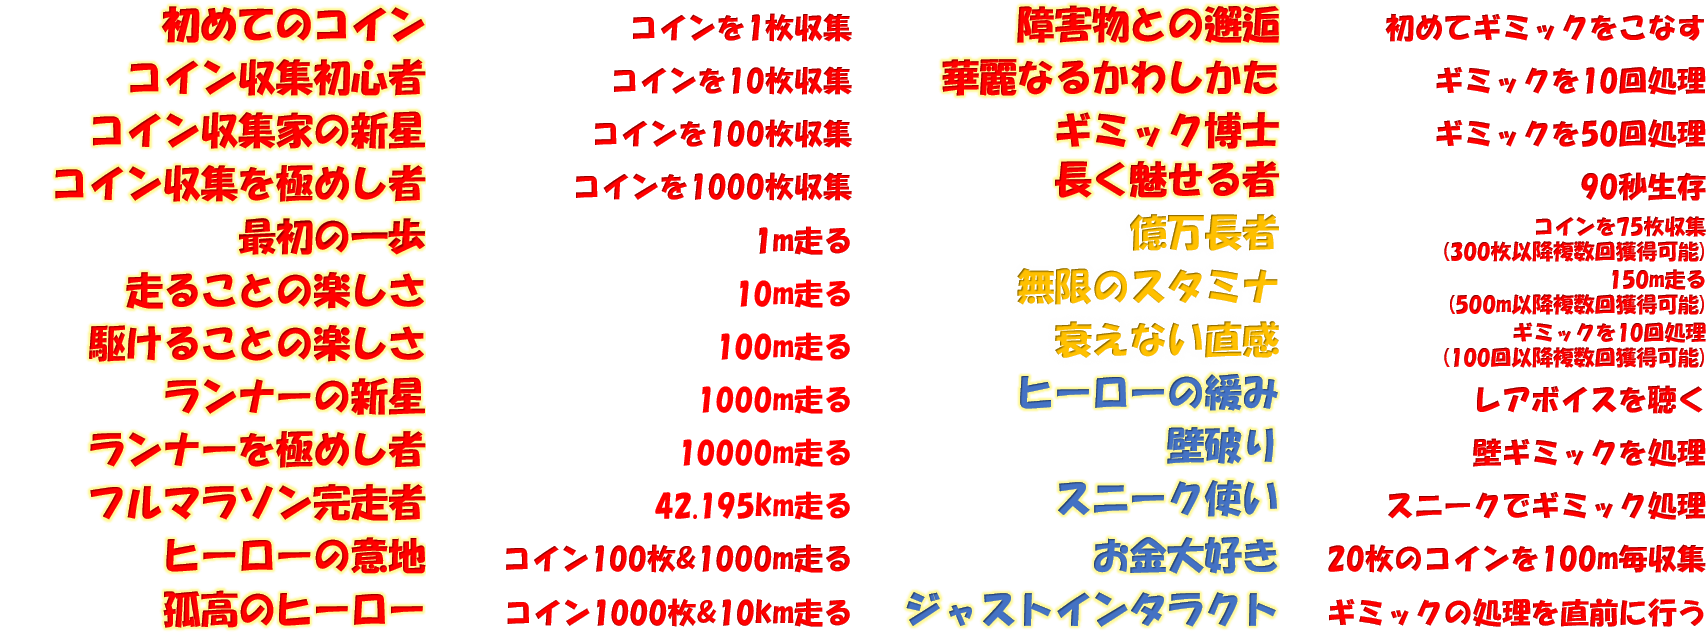 初めてのコイン
コインを1枚収集
コイン収集初心者
コインを10枚収集
コイン収集家の新星
コインを100枚収集
コイン収集を極めし者
コインを1000枚収集
最初の一歩
1m走る
走ることの楽しさ
10m走る
駆けることの楽しさ
100m走る
ランナーの新星
1000m走る
ランナーを極めし者
10000m走る
フルマラソン完走者
42.195km走る
ヒーローの意地
コイン100枚&1000m走る
孤高のヒーロー
コイン1000枚&10km走る
障害物との邂逅
初めてギミックをこなす
華麗なるかわしかた
ギミックを10回処理
ギミック博士
ギミックを50回処理
長く魅せる者
90秒生存
億万長者
コインを75枚収集
(300枚以降複数回獲得可能)
無限のスタミナ
150m走る
(500m以降複数回獲得可能)
衰えない直感
ギミックを10回処理
(100回以降複数回獲得可能)
ヒーローの緩み
レアボイスを聴く
壁破り
壁ギミックを処理
スニーク使い
スニークでギミック処理
お金大好き
20枚のコインを100m毎収集
ジャストインタラクト
ギミックの処理を直前に行う